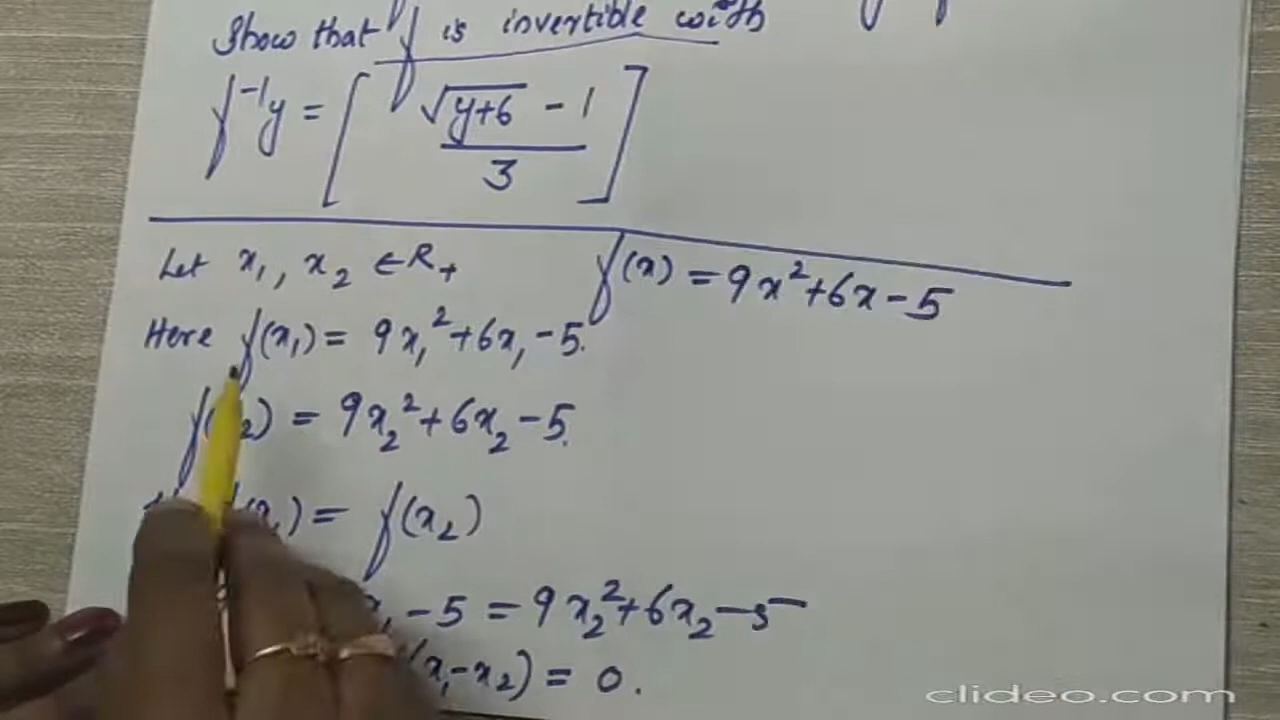 Show that f is invertible with
f⁻¹y = [ √y+6 - 1 / 3 ]
Let x₁, x₂ ∈ R₊
f(x) = 9x²+6x-5
Here f(x₁) = 9x₁²+6x₁-5.
f( ₂) = 9x₂²+6x₂-5.
) = f(x₂)
-5 = 9x₂²+6x₂-5
(x₁-x₂) = 0.
clideo.com